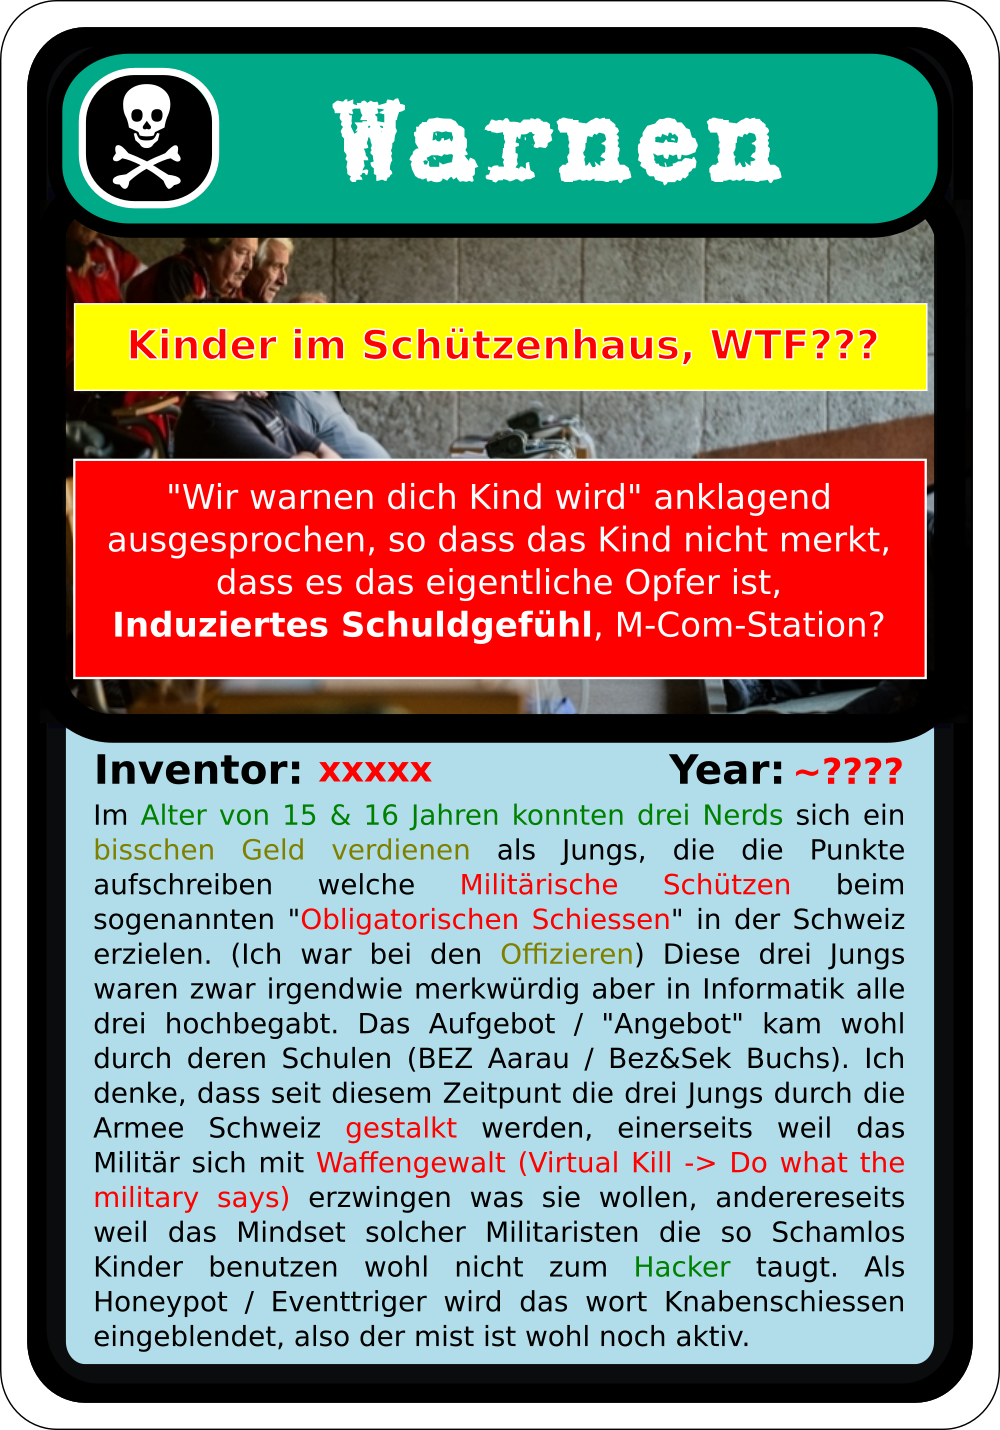 Warnen
Kinder im Schützenhaus, WTF???
"Wir warnen dich Kind wird" anklagend
ausgesprochen, so dass das Kind nicht merkt,
dass es das eigentliche Opfer ist,
Induziertes Schuldgefühl, M-Com-Station?
Inventor: xxxxx Year: ~????
Im Alter von 15 & 16 Jahren konnten drei Nerds sich ein
bisschen Geld verdienen als Jungs, die die Punkte
aufschreiben welche Militärische Schützen beim
sogenannten "Obligatorischen Schiessen" in der Schweiz
erzielen. (Ich war bei den Offizieren) Diese drei Jungs
waren zwar irgendwie merkwürdig aber in Informatik alle
drei hochbegabt. Das Aufgebot / "Angebot" kam wohl
durch deren Schulen (BEZ Aarau / Bez&Sek Buchs). Ich
denke, dass seit diesem Zeitpunt die drei Jungs durch die
Armee Schweiz gestalkt werden, einerseits weil das
Militär sich mit Waffengewalt (Virtual Kill -> Do what the
military says) erzwingen was sie wollen, anderereseits
weil das Mindset solcher Militaristen die so Schamlos
Kinder benutzen wohl nicht zum Hacker taugt. Als
Honeypot / Eventtriger wird das wort Knabenschiessen
eingeblendet, also der mist ist wohl noch aktiv.